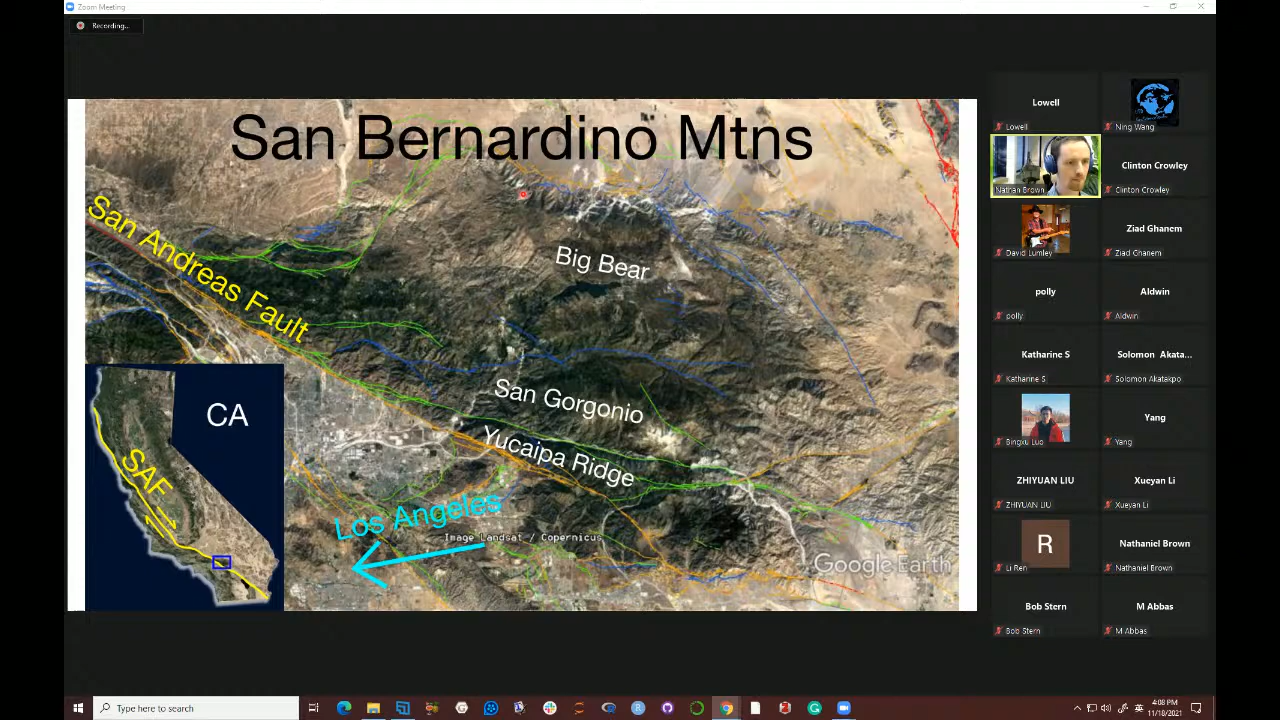 Zoom Meeting
Recording...
San Bernardino Mtns
San Andreas Fault
Big Bear
San Gorgonio
Yucaipa Ridge
CA
SAF
Los Angeles
Image Landsat / Copernicus
Google Earth
Lowell
Lowell
Ning Wang
Nathan Brown
Clinton Crowley
Clinton Crowley
David Lumley
Ziad Ghanem
Ziad Ghanem
polly
polly
Aldwin
Aldwin
Katharine S
Katharine S
Solomon Akata...
Solomon Akatakpo
Bingxu Luo
Yang
Yang
ZHIYUAN LIU
ZHIYUAN LIU
Xueyan Li
Xueyan Li
R
Li Ren
Nathaniel Brown
Nathaniel Brown
Bob Stern
Bob Stern
M Abbas
M Abbas
Type here to search
4:08 PM
11/18/2021